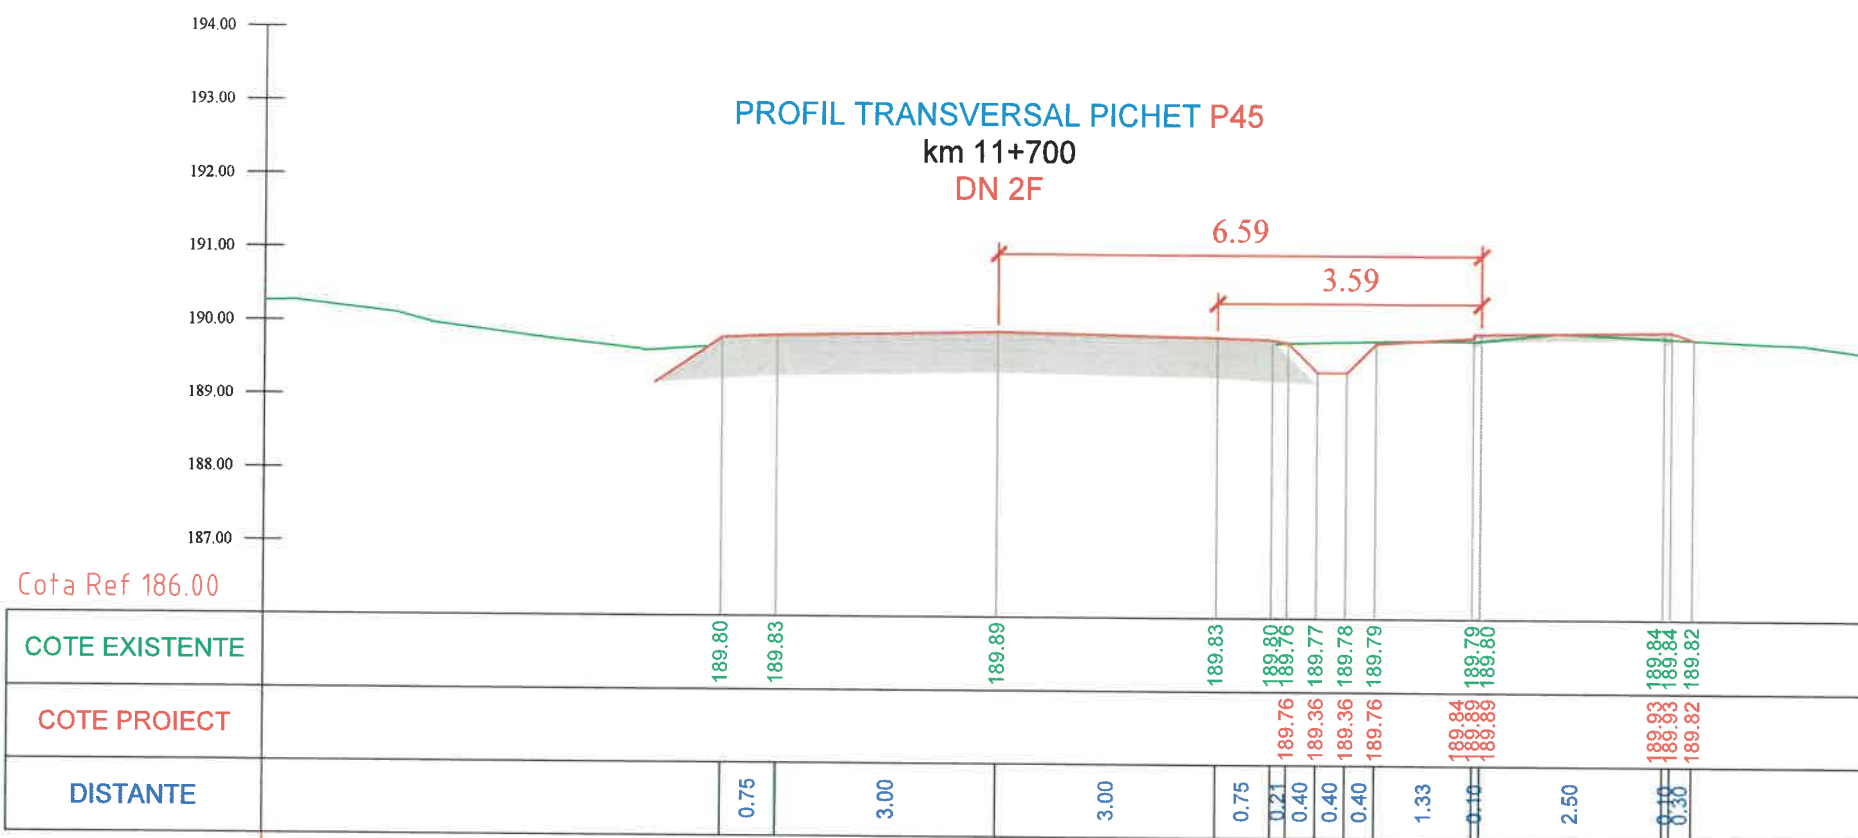 194.00
193.00
192.00
191.00
190.00
189.00
188.00
187.00
PROFIL TRANSVERSAL PICHET P45
km 11+700
DN 2F
6.59
3.59
Cota Ref 186.00
COTE EXISTENTE 189.80 189.83 189.89 189.83 189.80 189.76 189.77 189.78 189.79 189.79 189.80 189.84 189.84 189.82
COTE PROIECT 189.76 189.36 189.36 189.76 189.84 189.89 189.89 189.93 189.93 189.82
DISTANTE 0.75 3.00 3.00 0.75 0.21 0.40 0.40 0.40 1.33 0.10 2.50 0.10 0.30